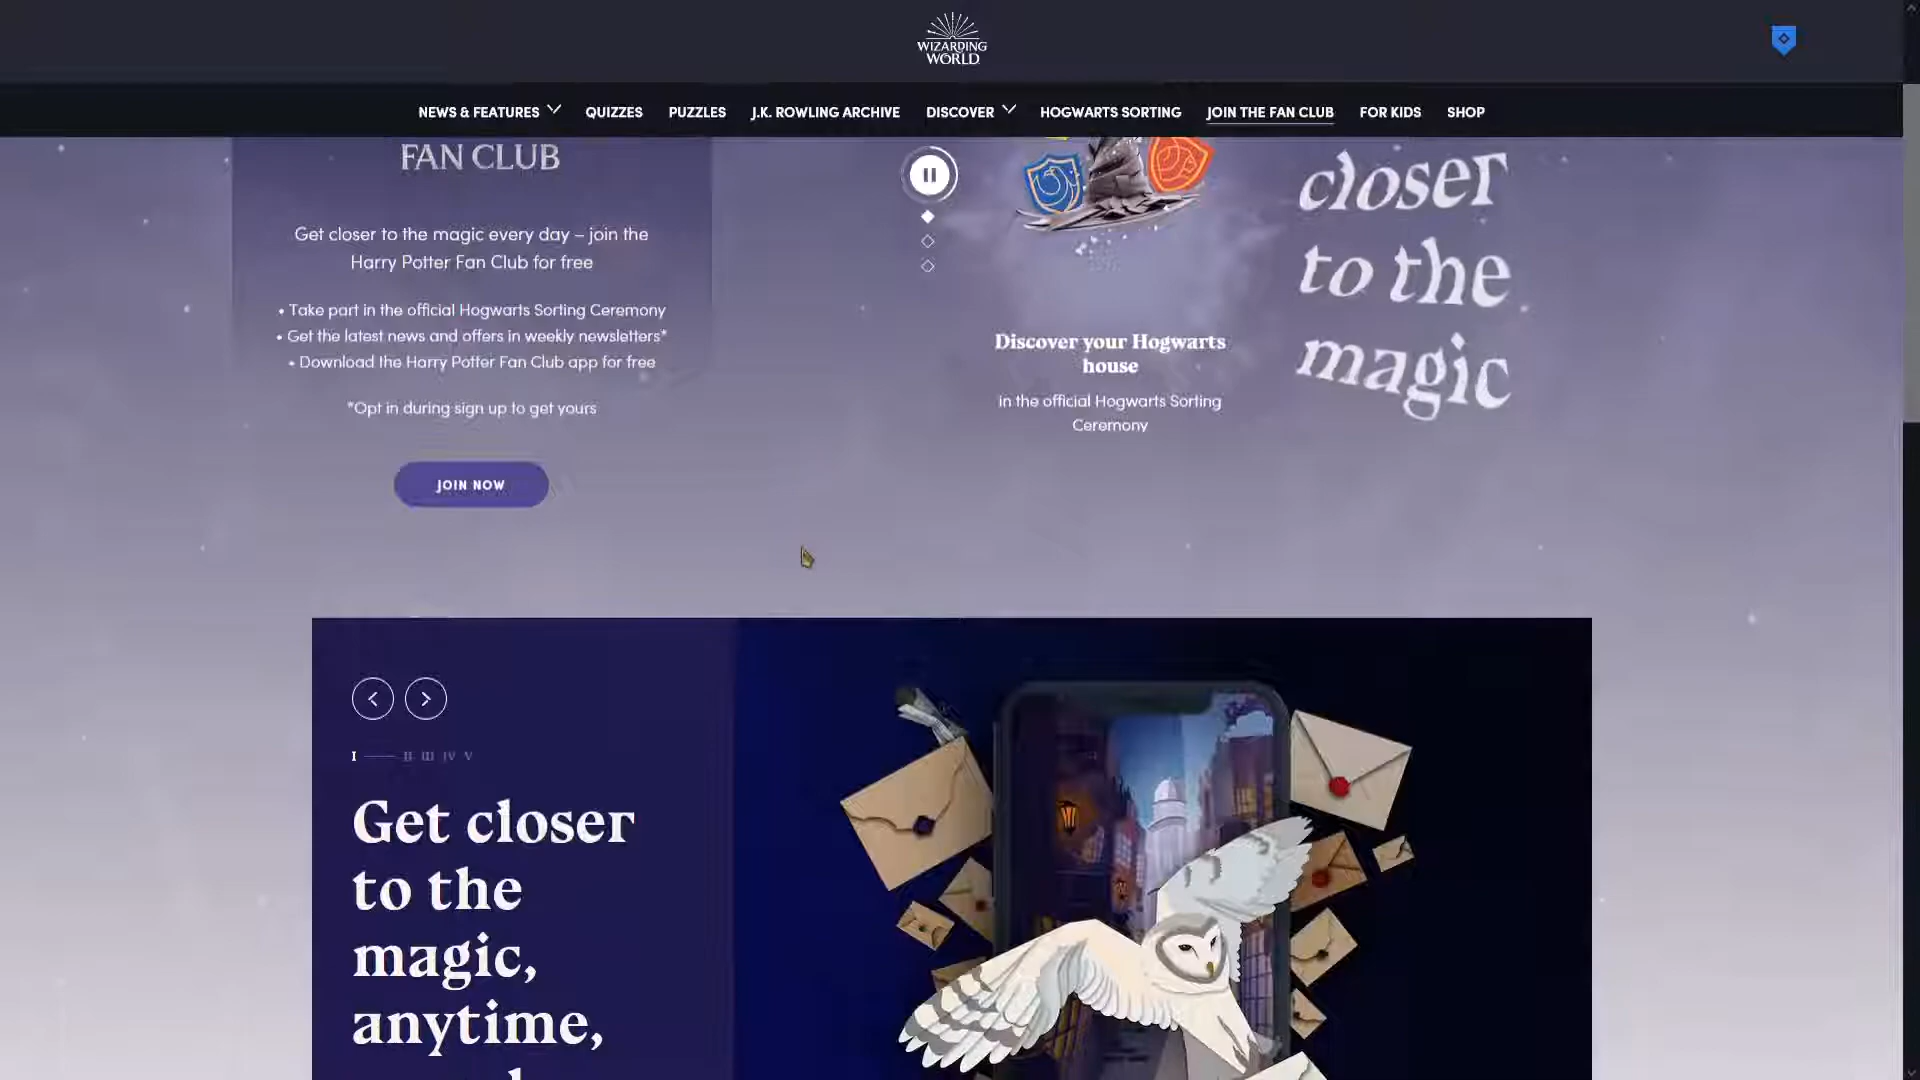 WIZARDING
WORLD
NEWS & FEATURES
QUIZZES
PUZZLES
J.K. ROWLING ARCHIVE
DISCOVER
HOGWARTS SORTING
JOIN THE FAN CLUB
FOR KIDS
SHOP
FAN CLUB
Get closer to the magic every day – join the
Harry Potter Fan Club for free
• Take part in the official Hogwarts Sorting Ceremony
• Get the latest news and offers in weekly newsletters*
• Download the Harry Potter Fan Club app for free
*Opt in during sign up to get yours
JOIN NOW
Discover your Hogwarts
house
in the official Hogwarts Sorting
Ceremony
closer
to the
magic
I II III IV V
Get closer
to the
magic,
anytime,